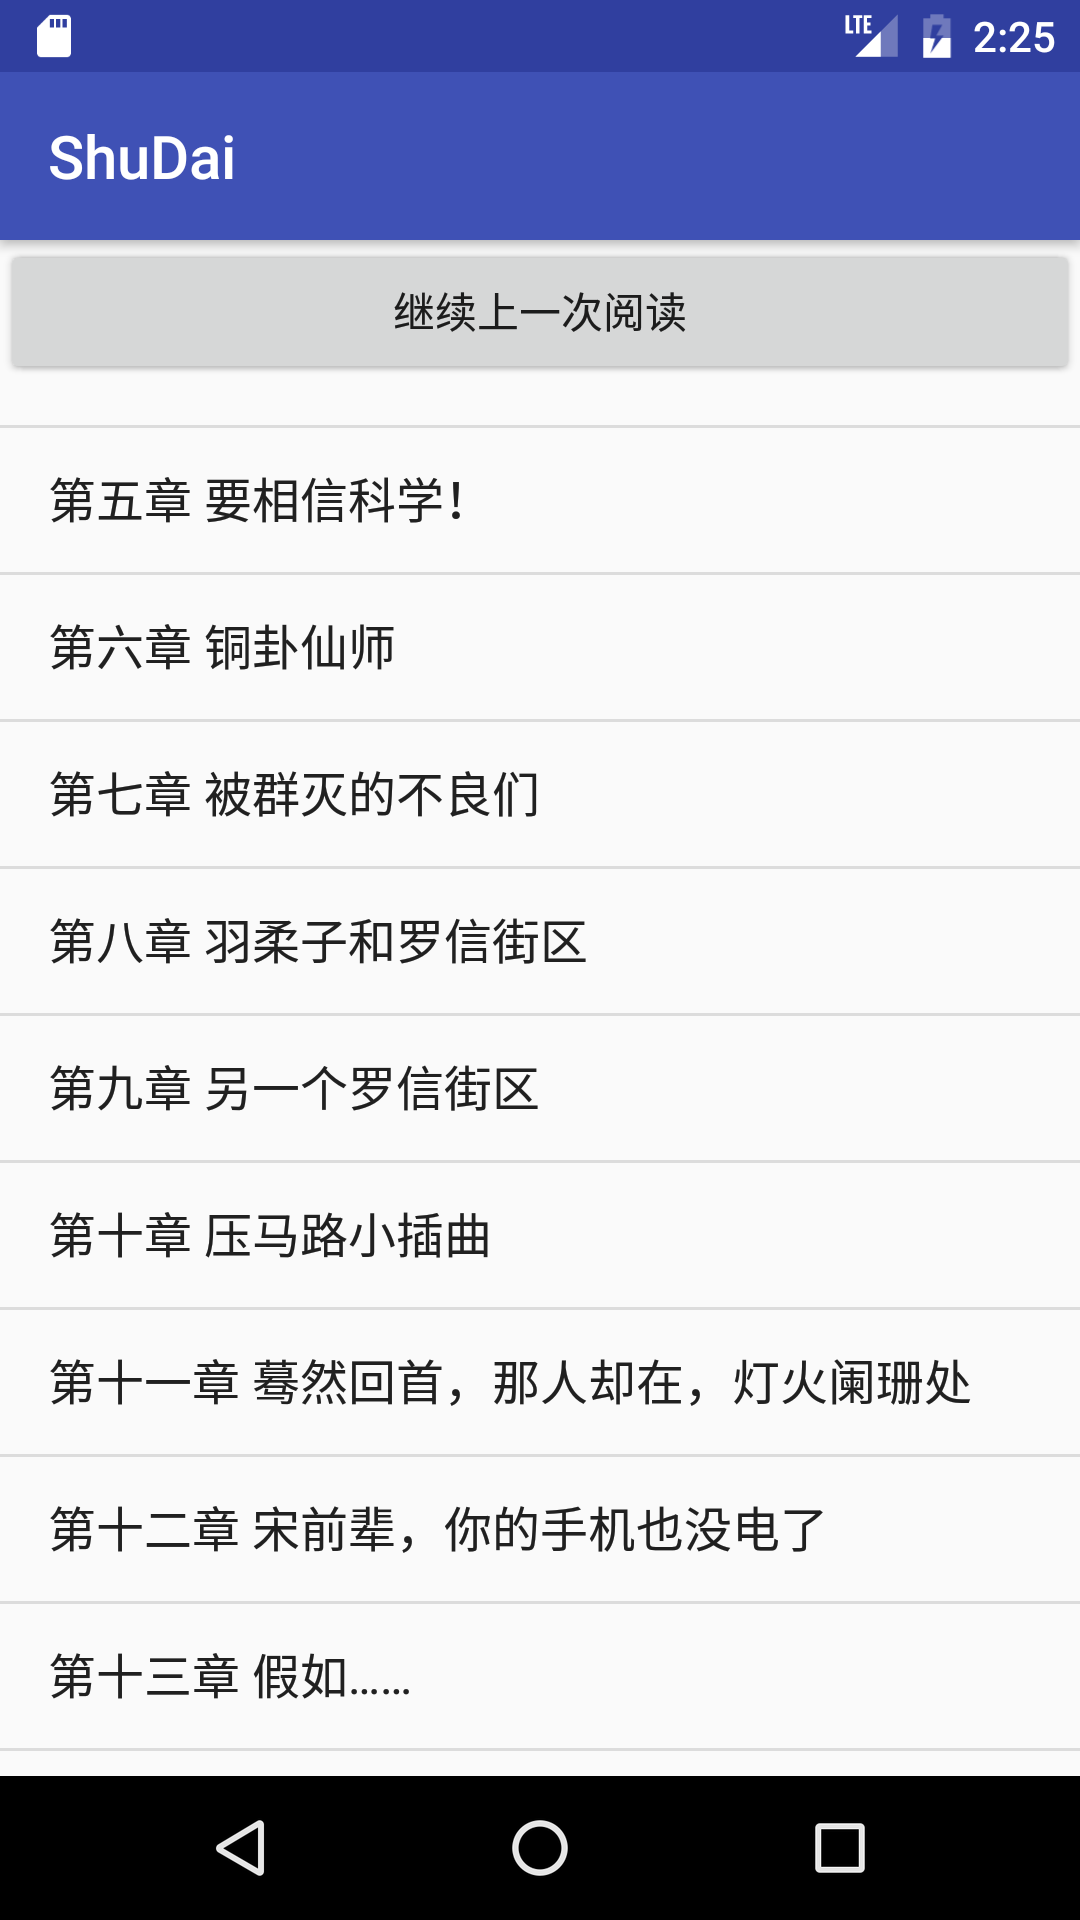 LTE 2:25
ShuDai
继续上一次阅读
第五章 要相信科学！
第六章 铜卦仙师
第七章 被群灭的不良们
第八章 羽柔子和罗信街区
第九章 另一个罗信街区
第十章 压马路小插曲
第十一章 蓦然回首，那人却在，灯火阑珊处
第十二章 宋前辈，你的手机也没电了
第十三章 假如……